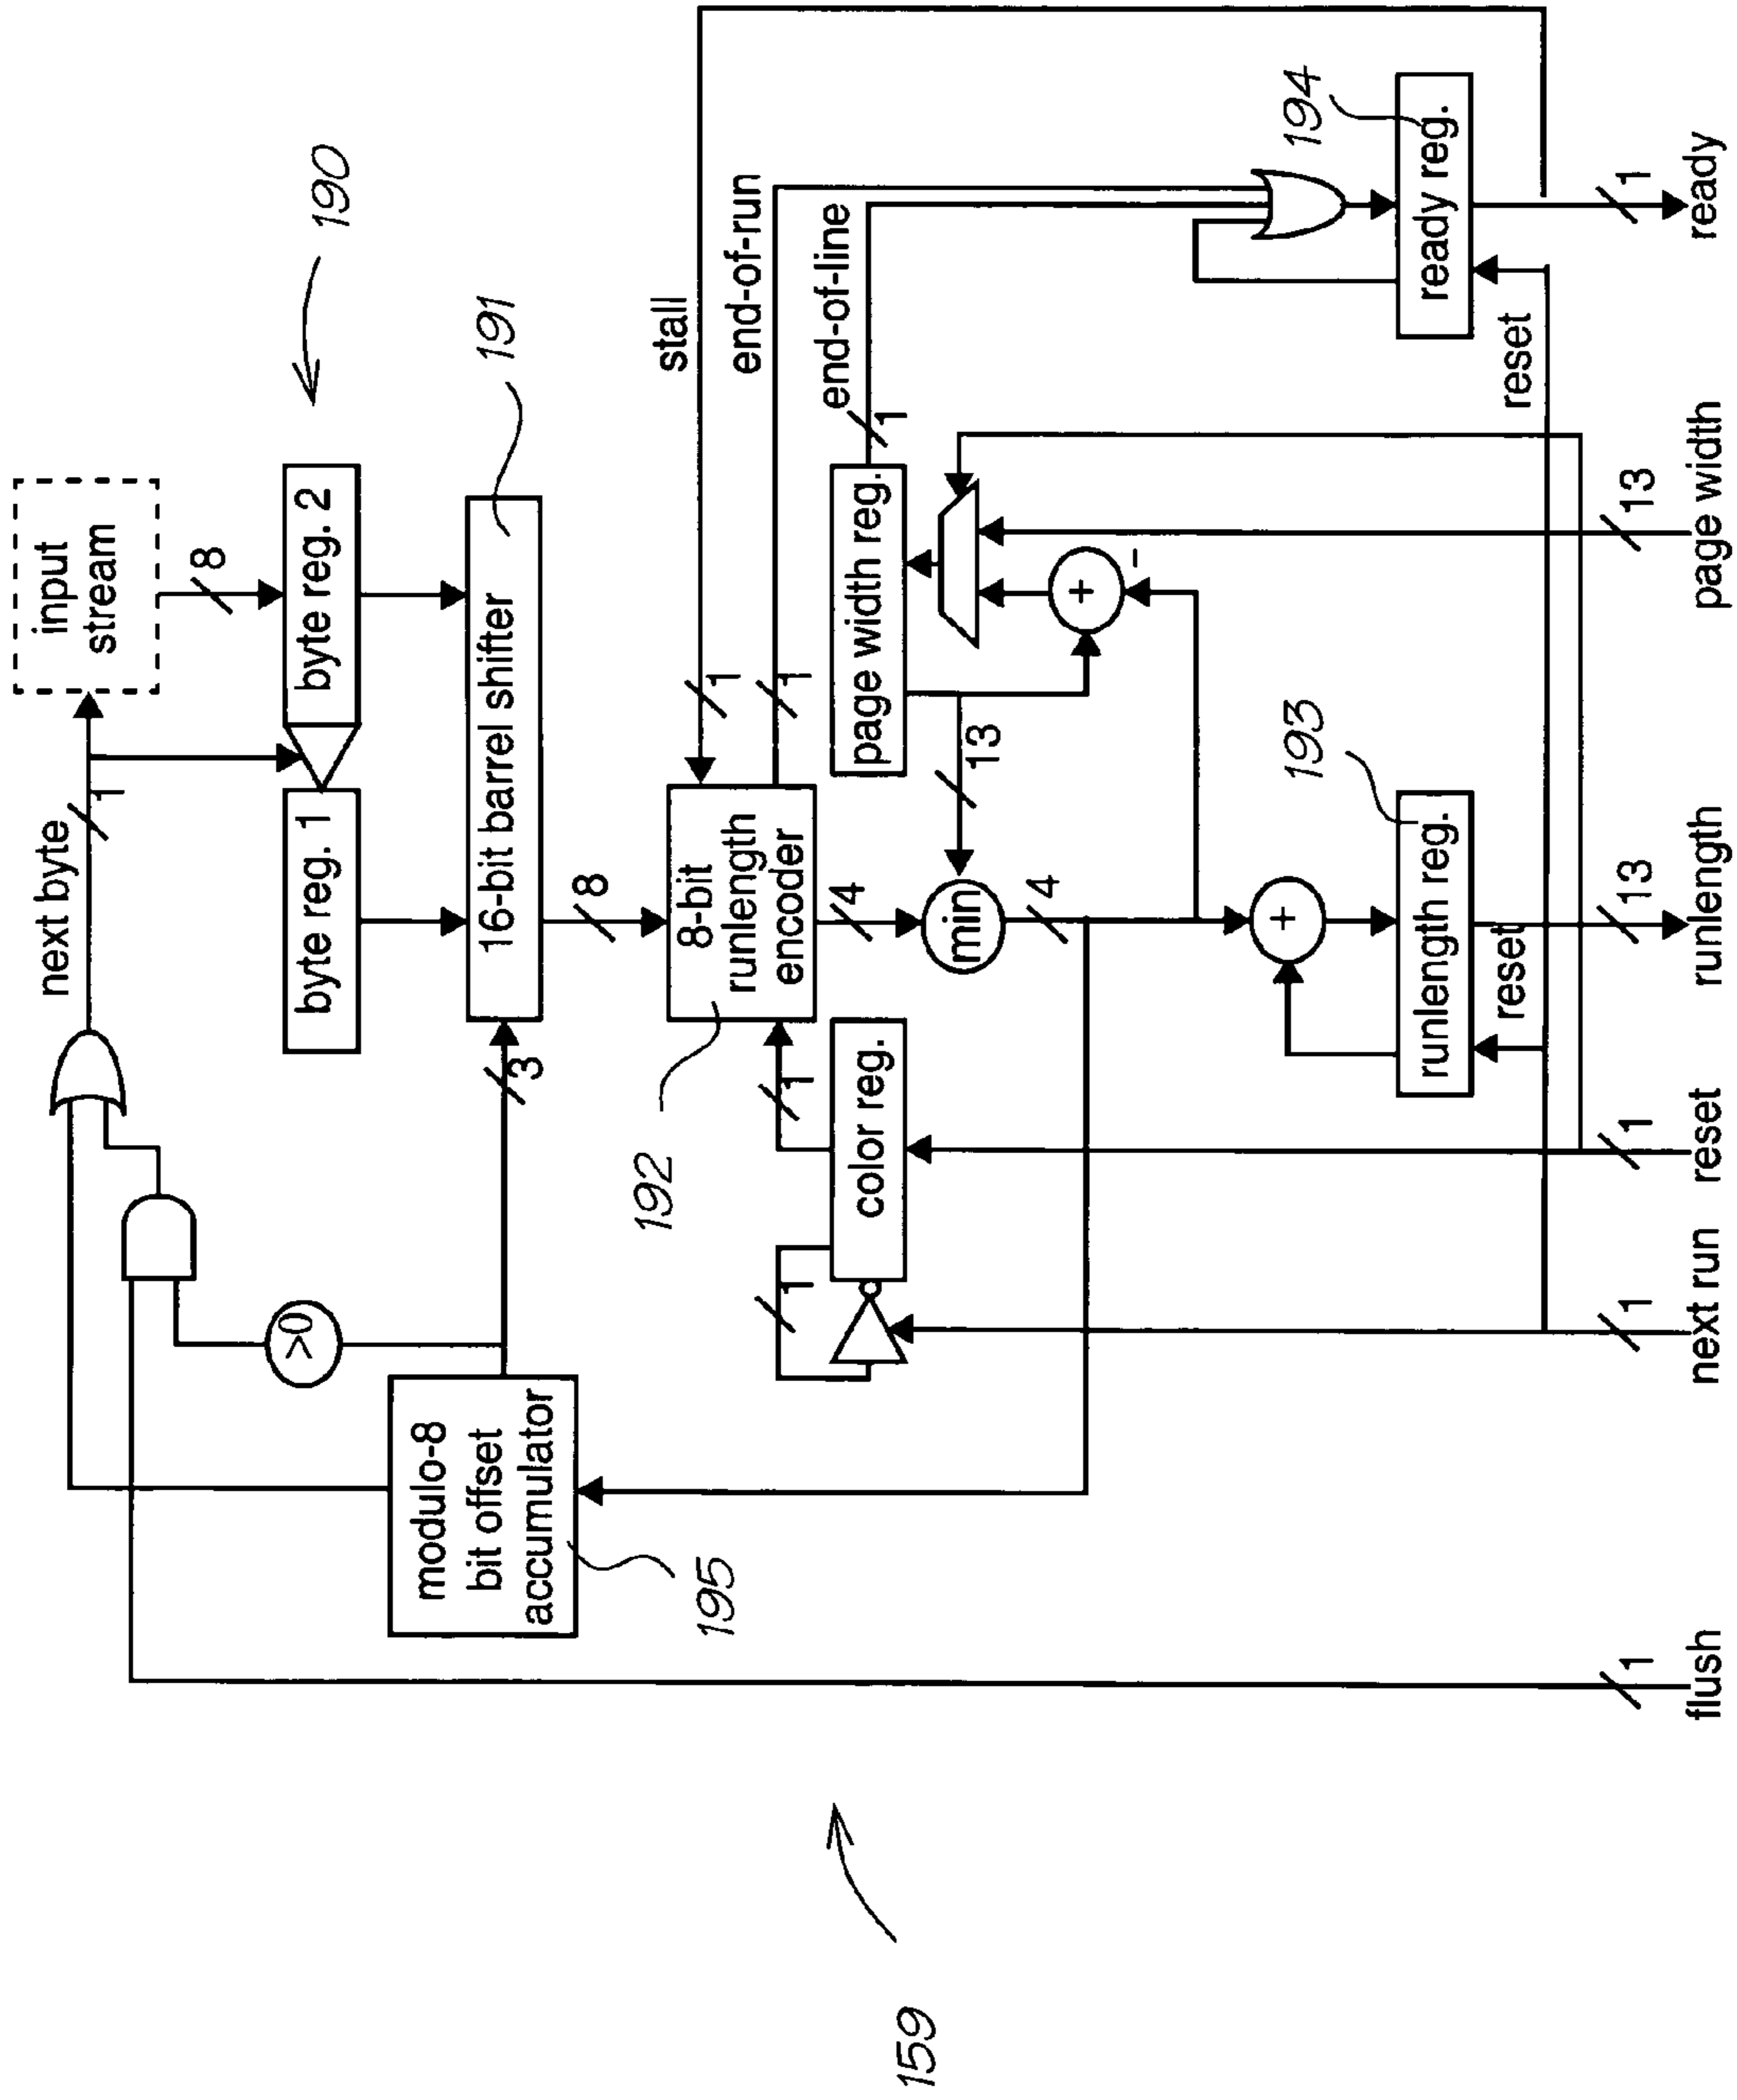 input
stream
next byte
1
8
190
byte reg. 1
byte reg. 2
16-bit barrel shifter
191
>0
3
8
modulo-8
bit offset
accumulator
195
8-bit
runlength
encoder
192
stall
1
end-of-run
1
color reg.
1
1
4
min
4
page width reg.
13
end-of-line
1
+
-
+
193
runlength reg.
reset
194
ready reg.
reset
1
flush
1
next run
1
reset
13
runlength
13
page width
1
ready
159